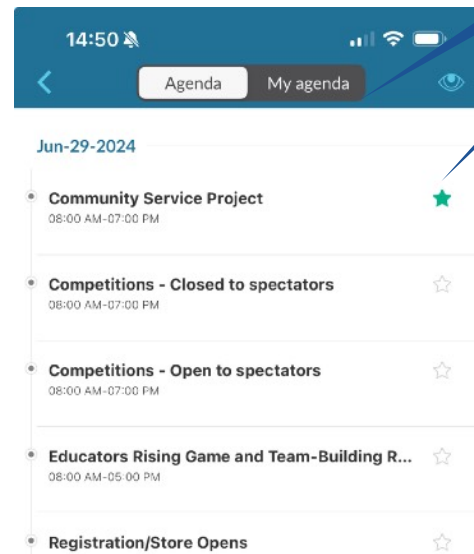 14:50
Agenda My agenda
Jun-29-2024
Community Service Project
08:00 AM-07:00 PM
Competitions - Closed to spectators
08:00 AM-07:00 PM
Competitions - Open to spectators
08:00 AM-07:00 PM
Educators Rising Game and Team-Building R...
08:00 AM-05:00 PM
Registration/Store Opens